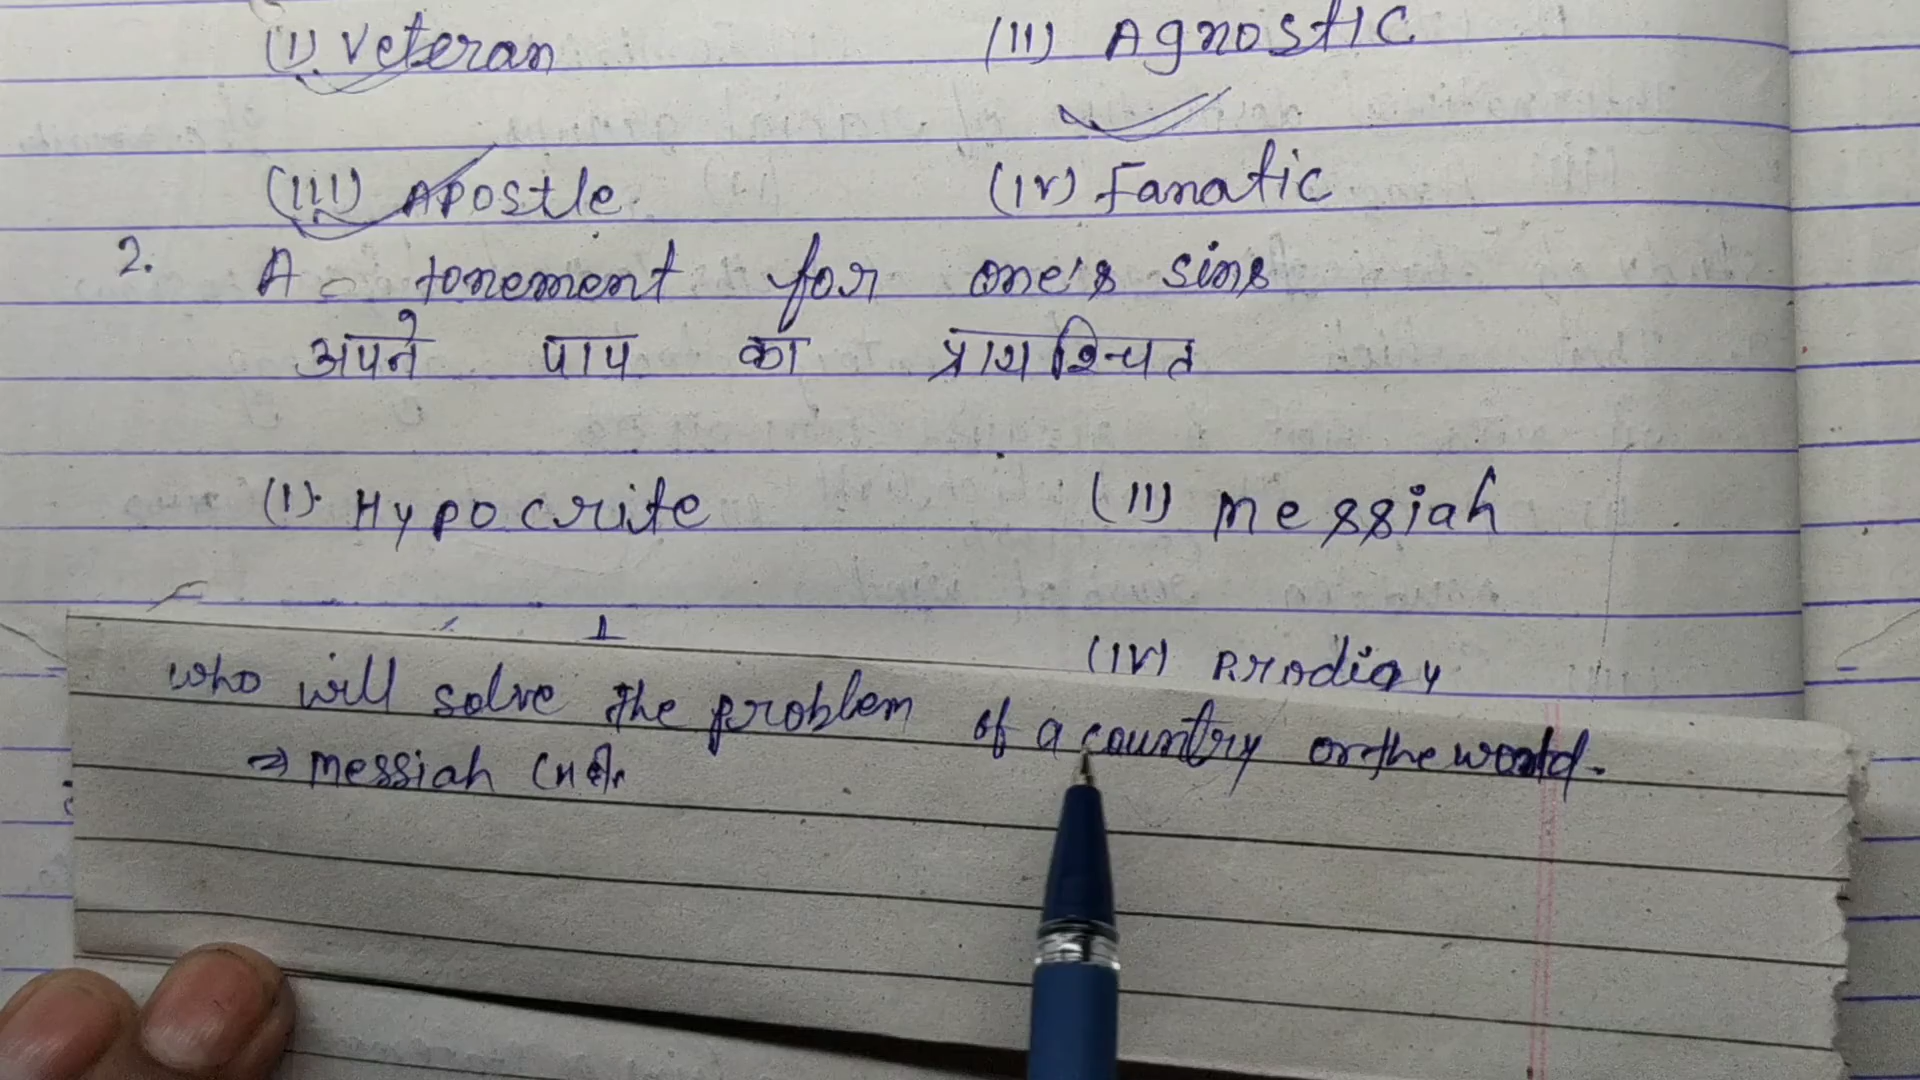 (I) Veteran (II) Agnostic
(III) Apostle (IV) Fanatic
2. A - tonement for one's sins
अपने पाप का प्रायश्चित
(I) Hypocrite (II) Messiah
(IV) Prodigy
who will solve the problem of a country or the world.
⇒ Messiah